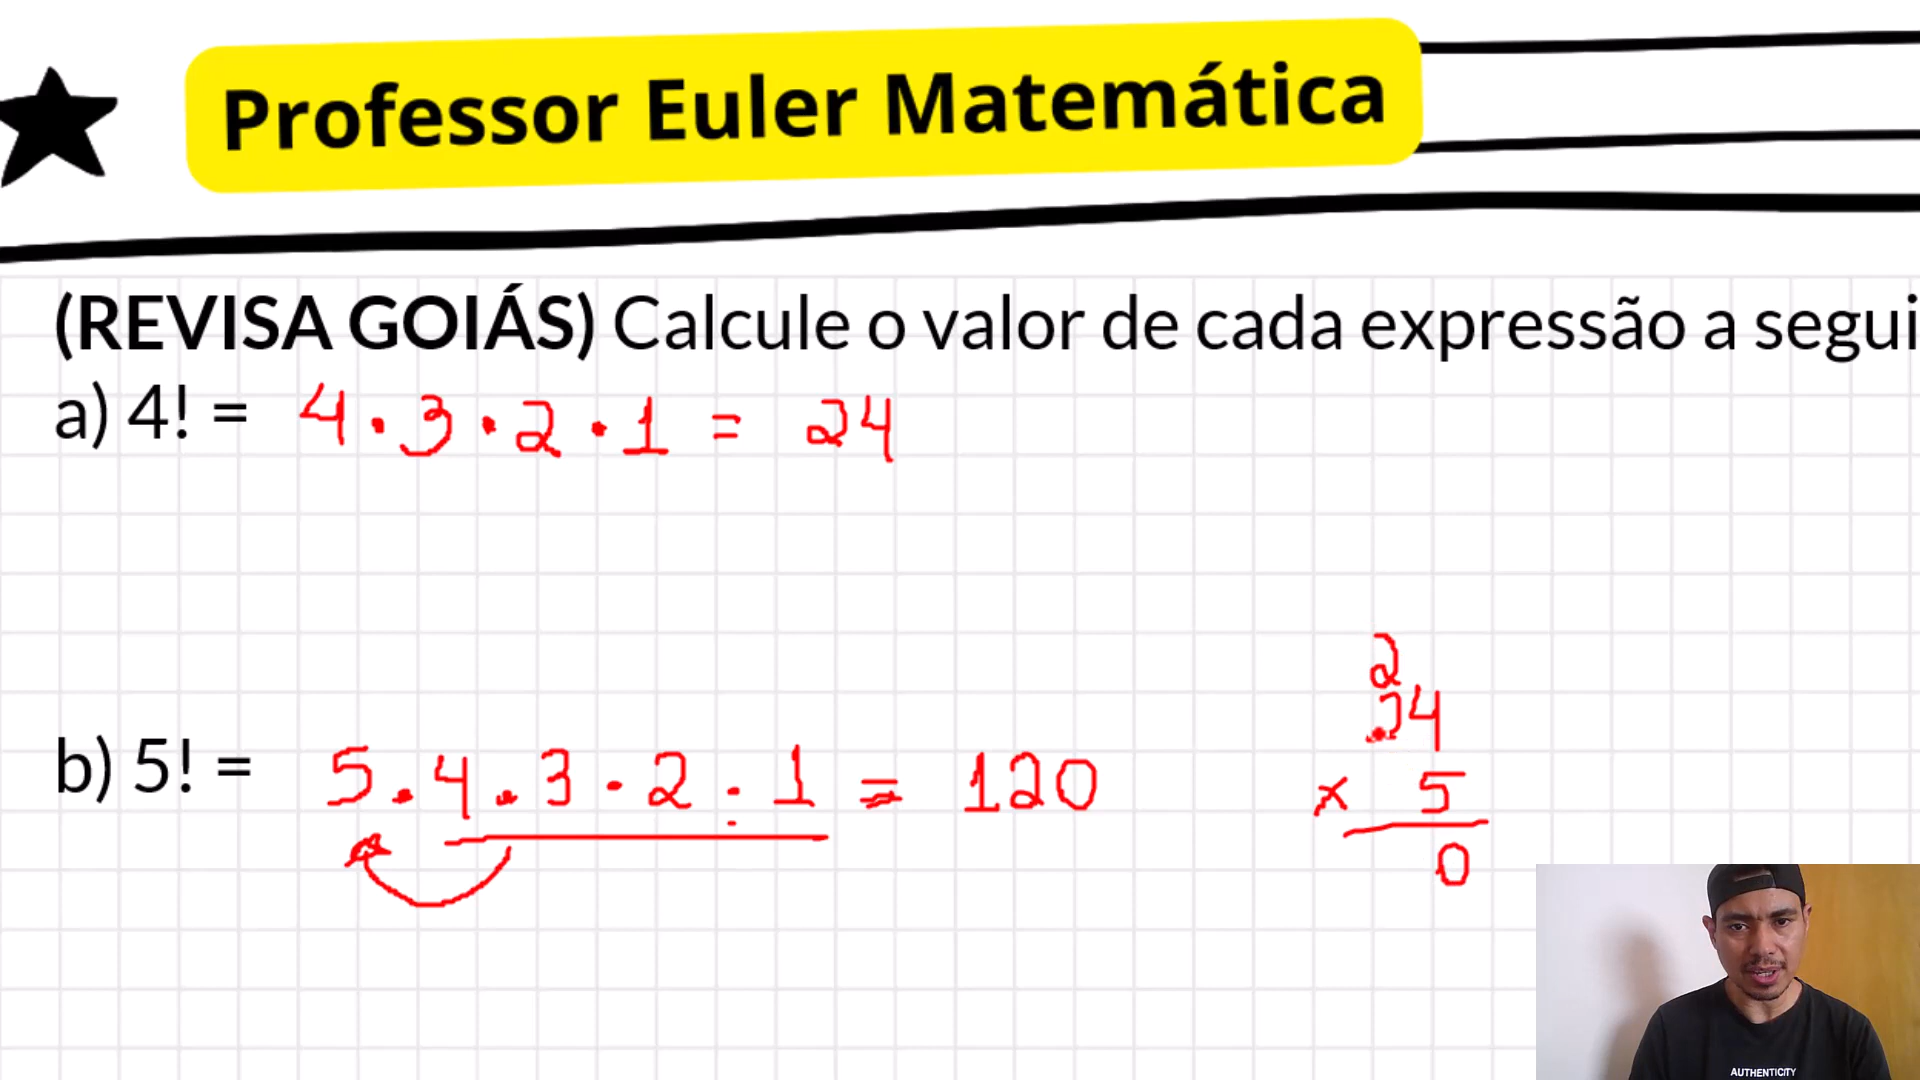 Professor Euler Matemática
(REVISA GOIÁS) Calcule o valor de cada expressão a segui
a) 4! = 4 · 3 · 2 · 1 = 24
2
24
b) 5! = 5 . 4 . 3 · 2 · 1 = 120
x 5
0
AUTHENTICITY